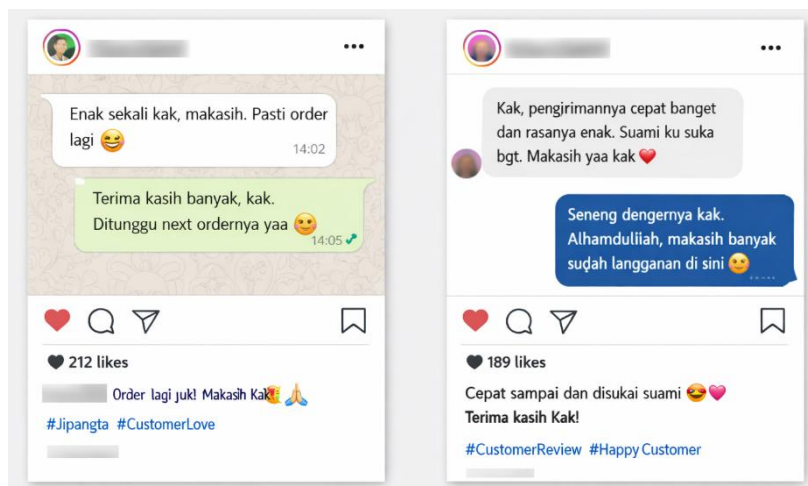 Enak sekali kak, makasih. Pasti order
lagi 😆
14:02
Terima kasih banyak, kak.
Ditunggu next ordernya yaa 😊
14:05
212 likes
Order lagi juk! Makasih Kak 🙏
#Jipangta #CustomerLove
Kak, pengirimannya cepat banget
dan rasanya enak. Suami ku suka
bgt. Makasih yaa kak ❤️
Seneng dengernya kak.
Alhamduliiah, makasih banyak
sudah langganan di sini 😉
189 likes
Cepat sampai dan disukai suami 😍💗
Terima kasih Kak!
#CustomerReview #Happy Customer